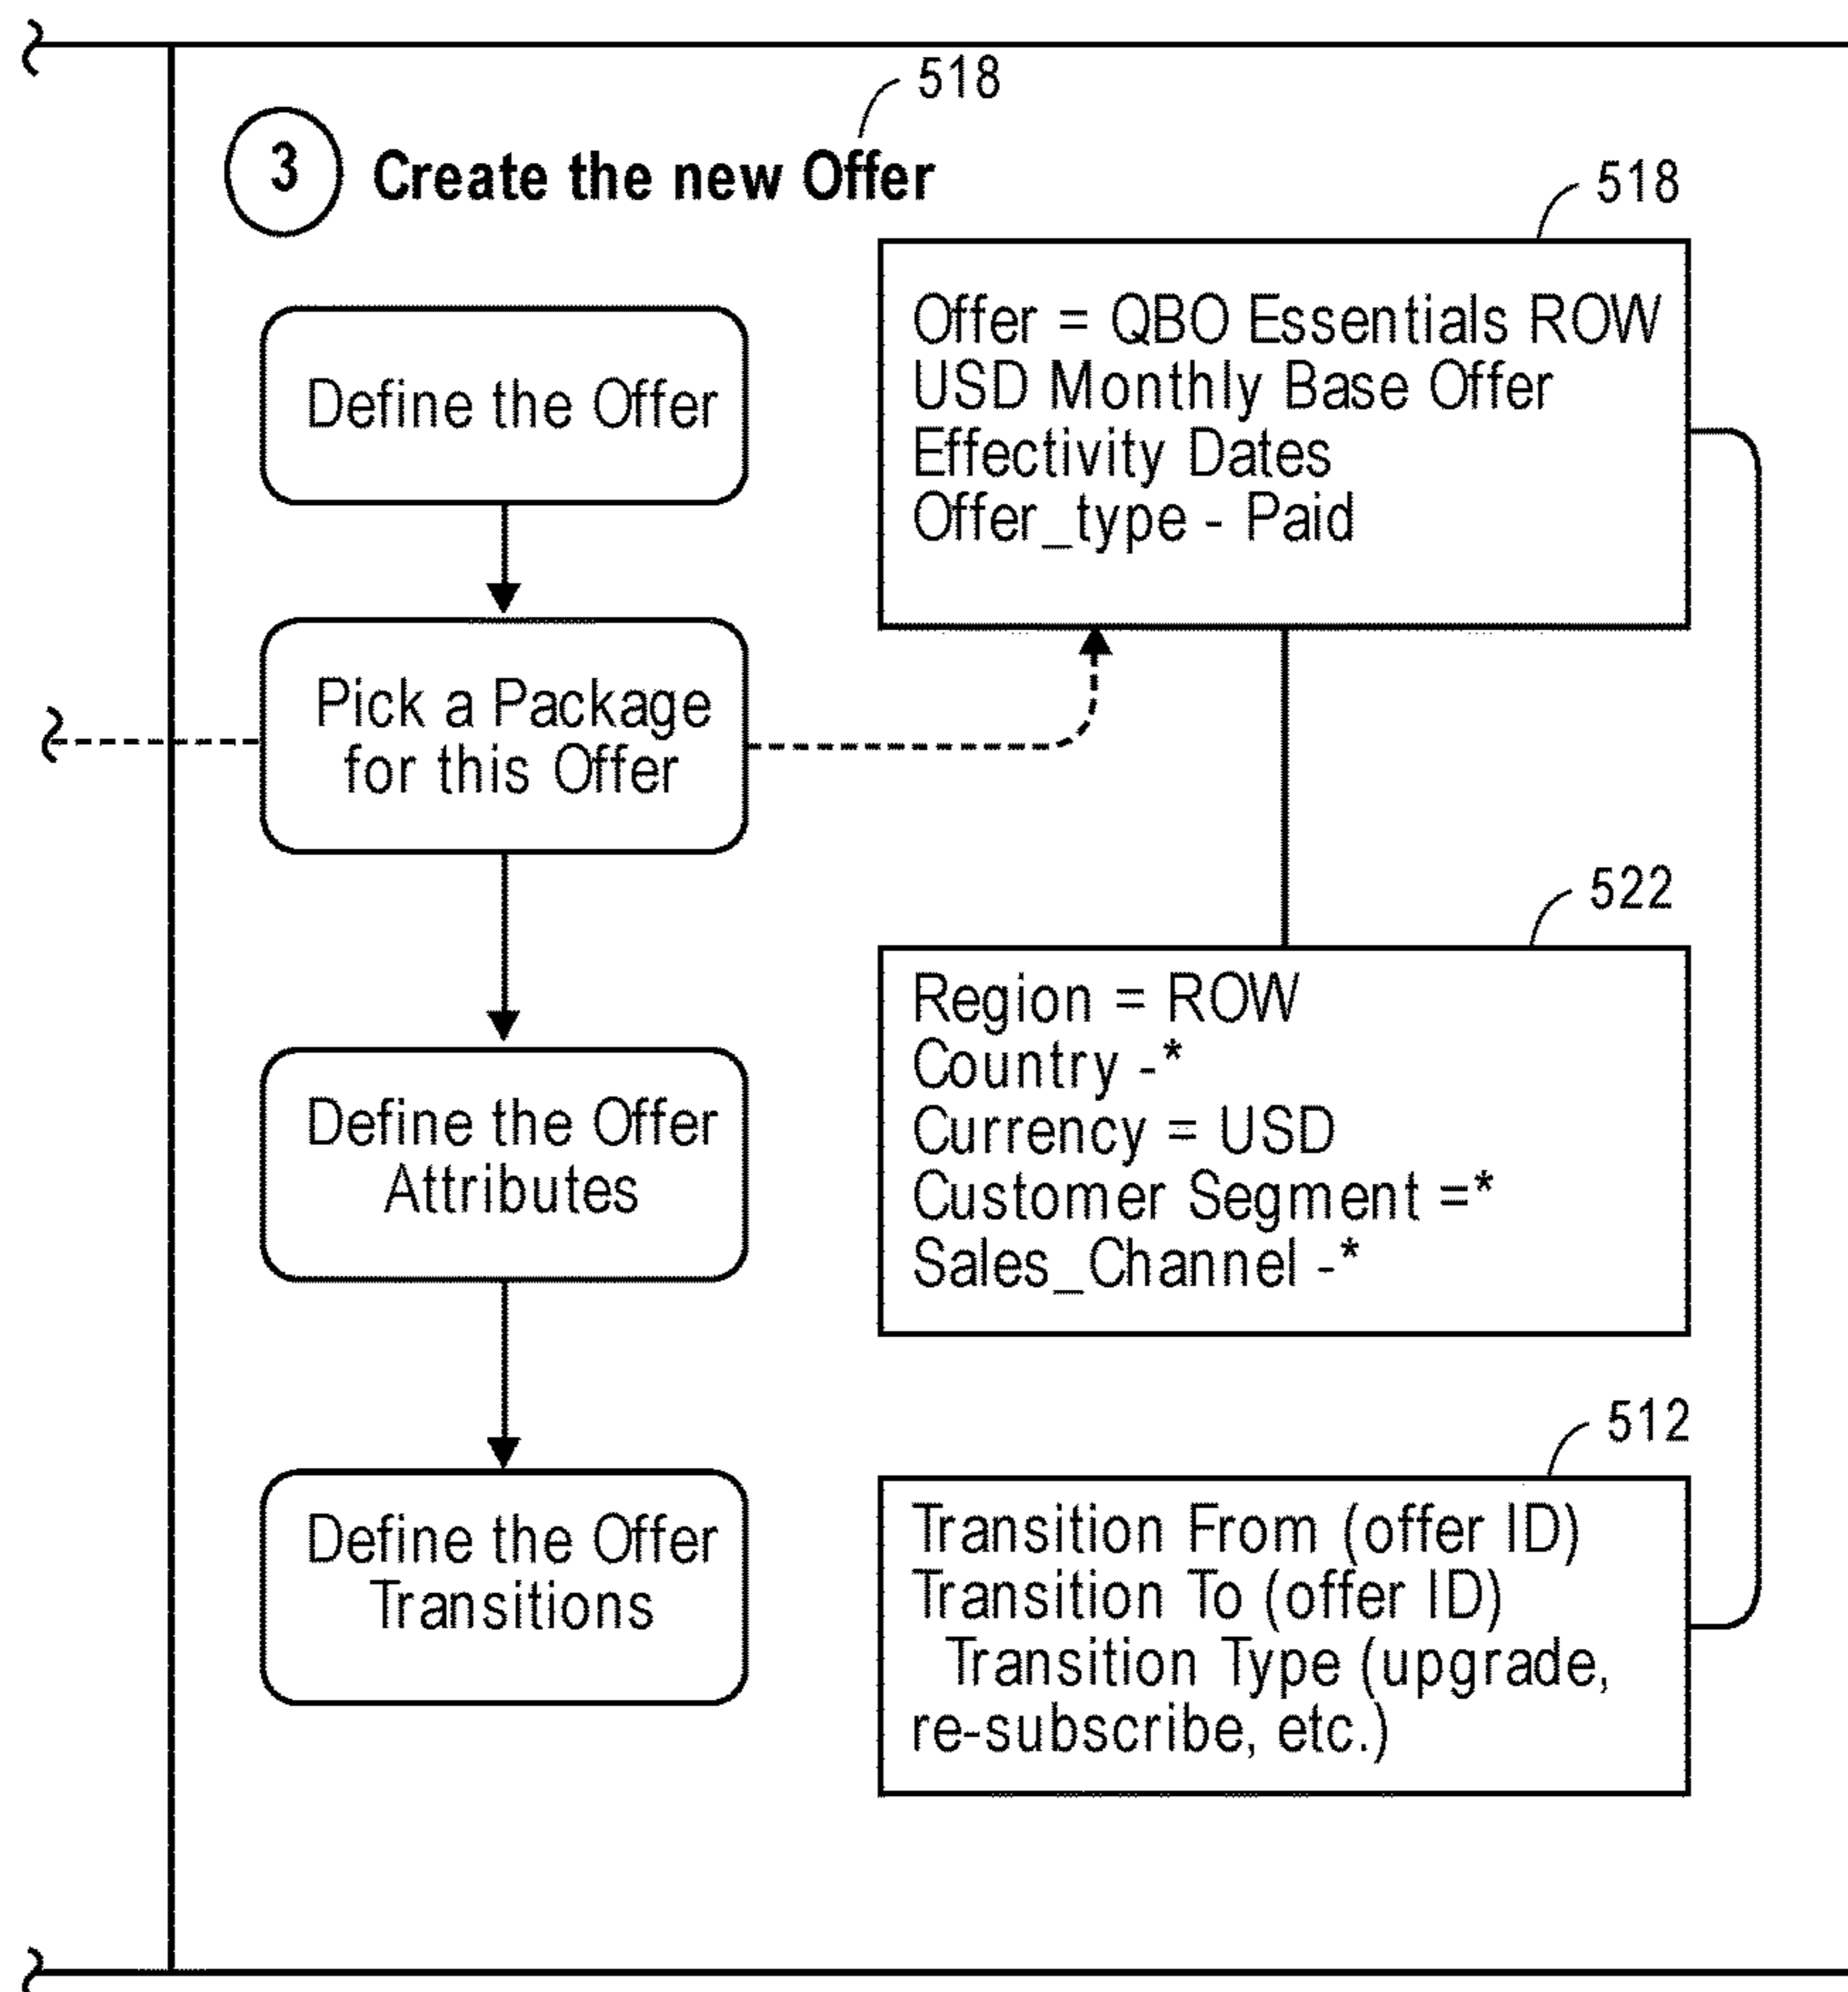 518
3 Create the new Offer
Define the Offer
Pick a Package
for this Offer
Define the Offer
Attributes
Define the Offer
Transitions
518
Offer = QBO Essentials ROW
USD Monthly Base Offer
Effectivity Dates
Offer_type - Paid
522
Region = ROW
Country -*
Currency = USD
Customer Segment =*
Sales_Channel -*
512
Transition From (offer ID)
Transition To (offer ID)
Transition Type (upgrade,
re-subscribe, etc.)